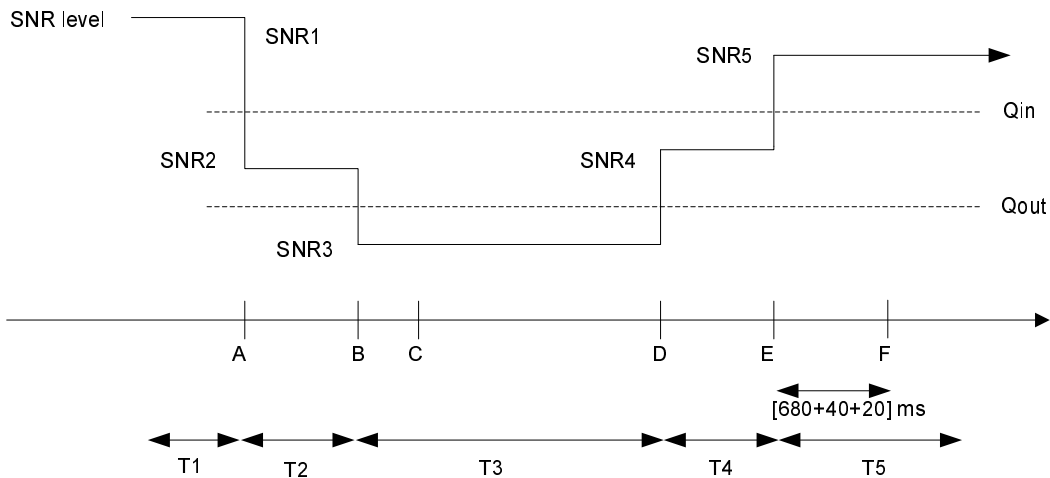 SNR level
SNR1
SNR5
Qin
SNR2
SNR4
Qout
SNR3
A
B
C
D
E
F
[680+40+20] ms
T1
T2
T3
T4
T5